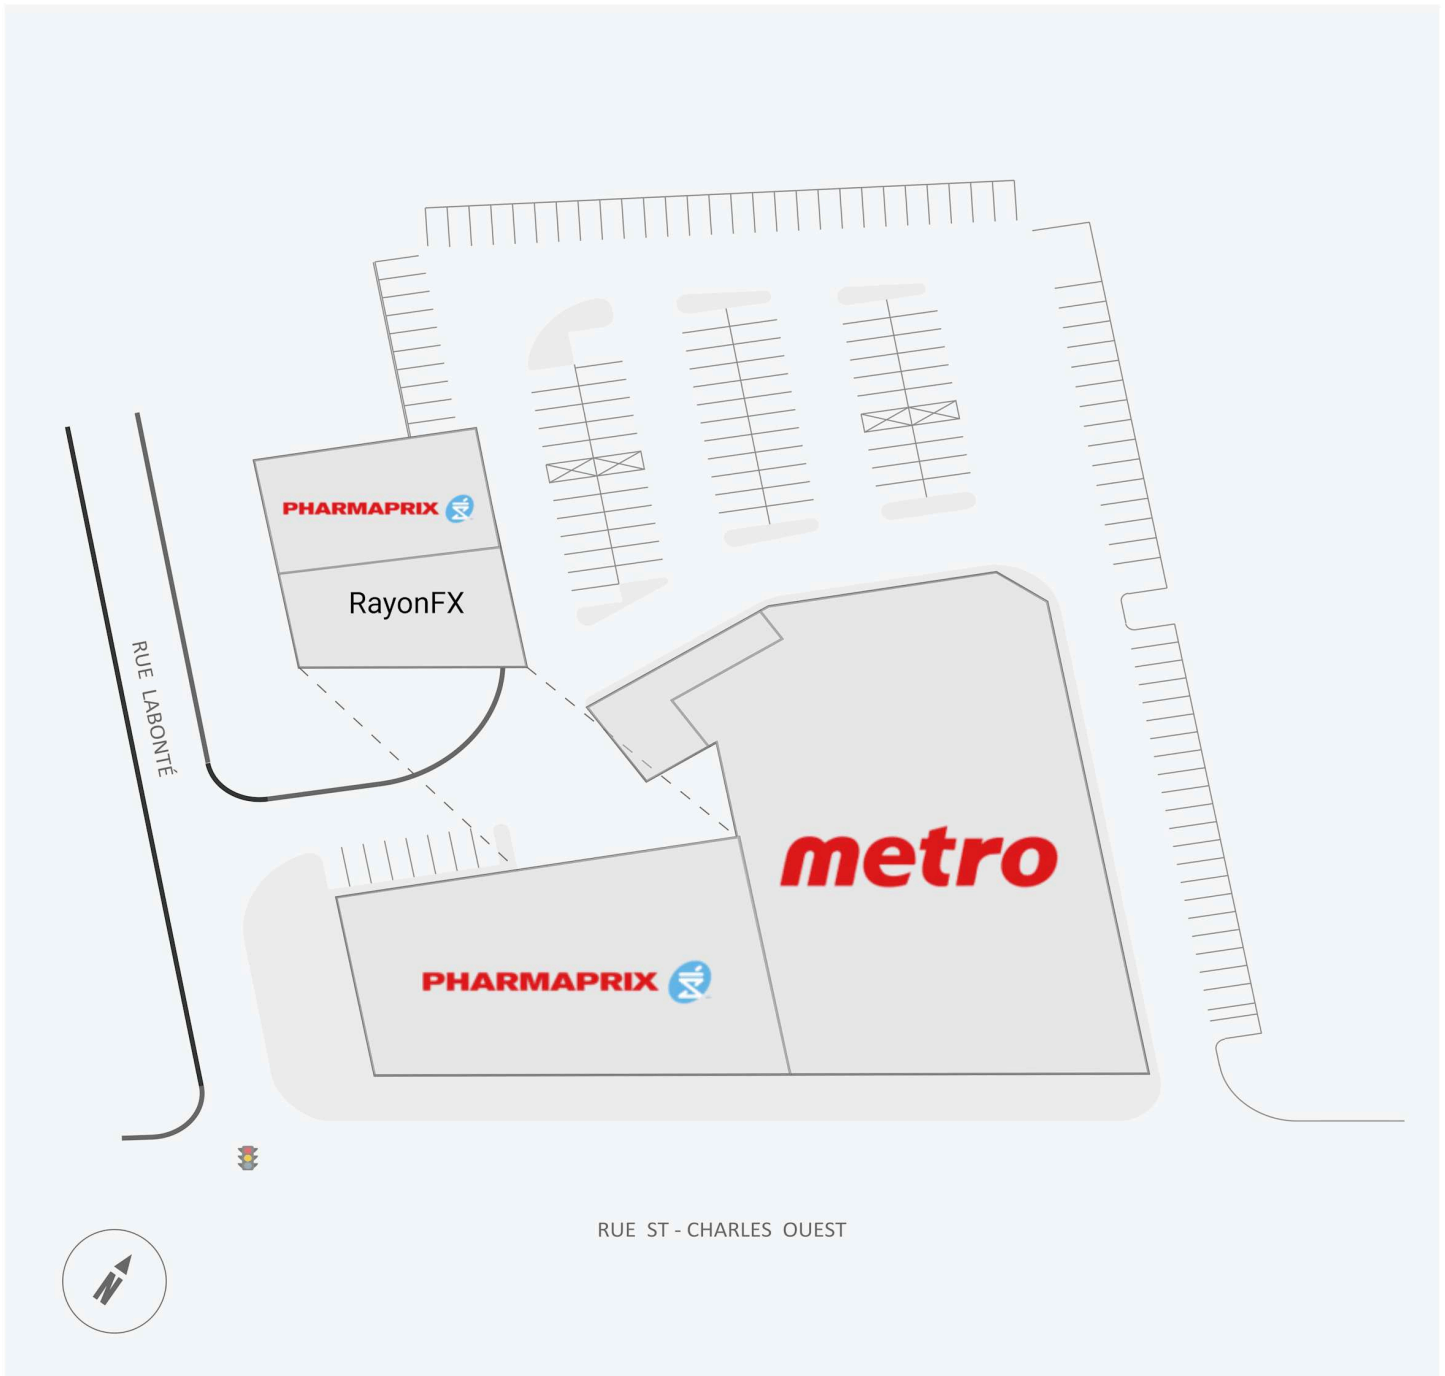 PHARMAPRIX
RayonFX
RUE LABONTÉ
metro
PHARMAPRIX
RUE ST - CHARLES OUEST
N